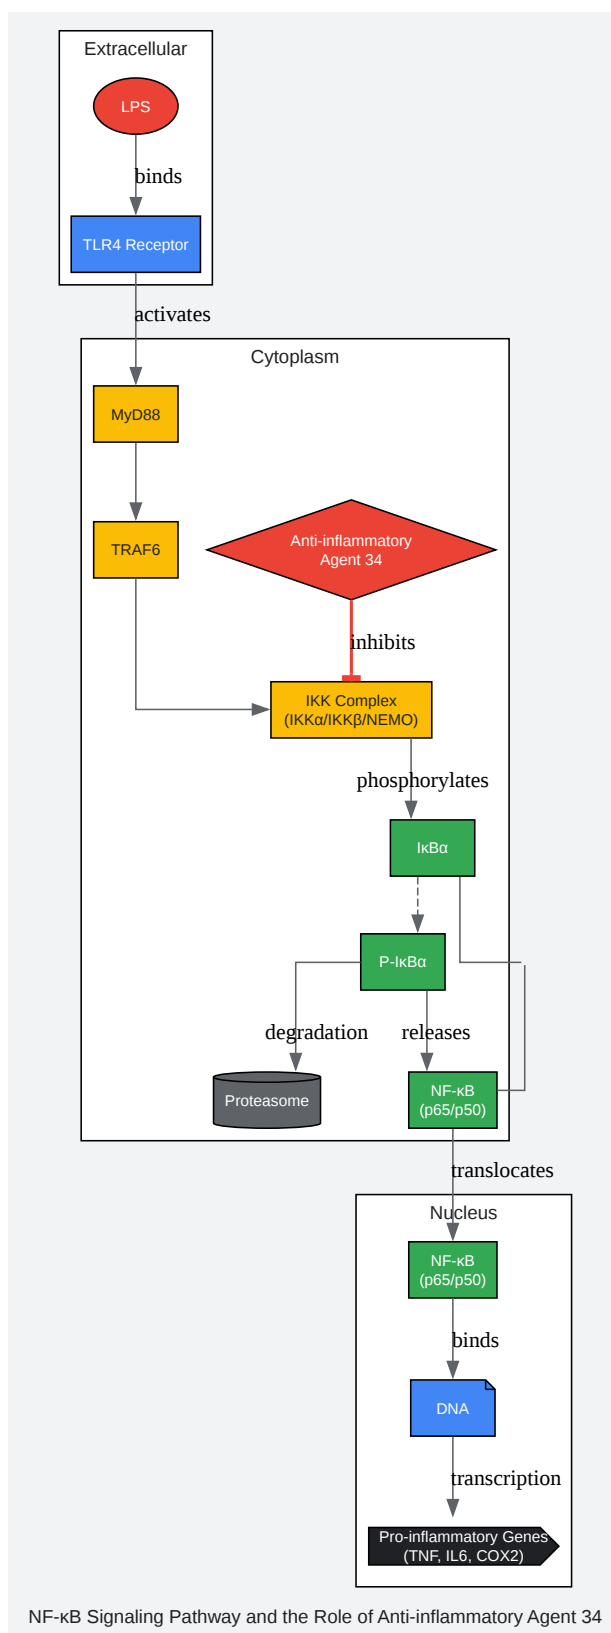 Extracellular
LPS
binds
TLR4 Receptor
activates
Cytoplasm
MyD88
TRAF6
Anti-inflammatory
Agent 34
inhibits
IKK Complex
(IKKα/IKKβ/NEMO)
phosphorylates
IκBα
P-IκBα
degradation
releases
Proteasome
NF-κB
(p65/p50)
translocates
Nucleus
NF-κB
(p65/p50)
binds
DNA
transcription
Pro-inflammatory Genes
(TNF, IL6, COX2)
NF-κB Signaling Pathway and the Role of Anti-inflammatory Agent 34